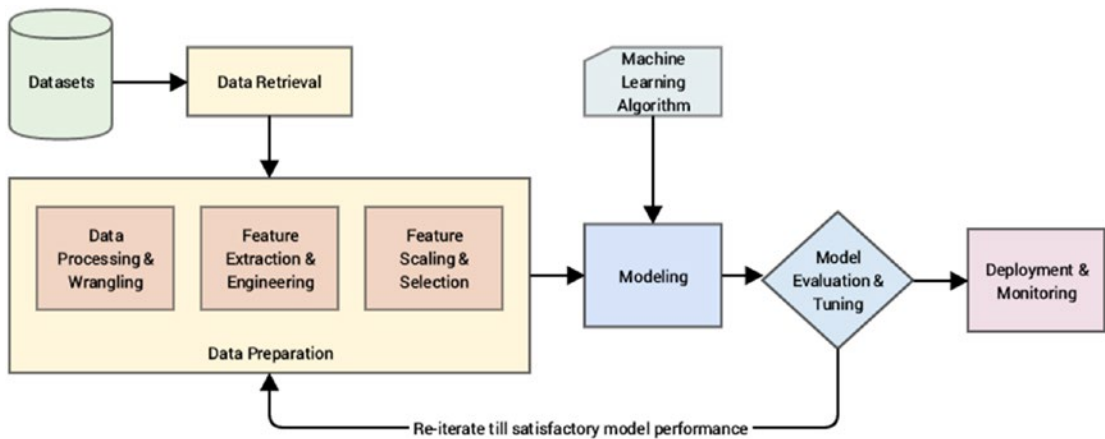 Datasets
Data Retrieval
Machine
Learning
Algorithm
Data
Processing &
Wrangling
Feature
Extraction &
Engineering
Feature
Scaling &
Selection
Data Preparation
Modeling
Model
Evaluation &
Tuning
Deployment &
Monitoring
Re-iterate till satisfactory model performance